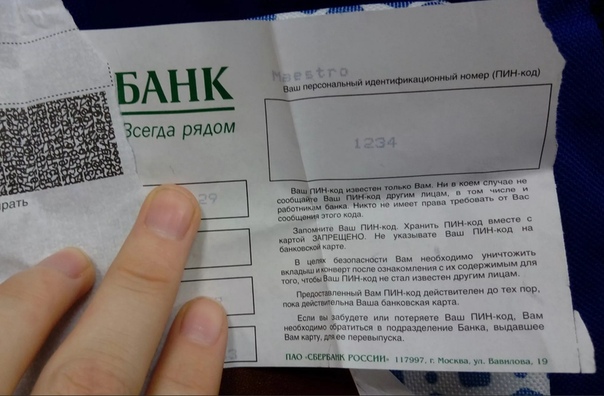 БАНК
Всегда рядом
Maestro
Ваш персональный идентификационный номер (ПИН-код)
1234
29
Ваш ПИН-код известен только Вам. Ни в коем случае не
сообщайте Ваш ПИН-код другим лицам, в том числе и
работникам банка. Никто не имеет права требовать от Вас
сообщения этого кода.
Запомните Ваш ПИН-код. Хранить ПИН-код вместе с
картой ЗАПРЕЩЕНО. Не указывате Ваш ПИН-код на
банковской карте.
В целях безопасности Вам необходимо уничтожить
вкладыш и конверт после ознакомления с их содержимым для
того, чтобы Ваш ПИН-код не стал известен другим лицам.
Предоставленный Вам ПИН-код действителен до тех пор,
пока действительна Ваша банковская карта.
Если вы забудете или потеряете Ваш ПИН-код, Вам
необходимо обратиться в подразделение Банка, выдавшее
Вам карту, для ее перевыпуска.
ПАО «СБЕРБАНК РОССИИ» 117997, г. Москва, ул. Вавилова, 19